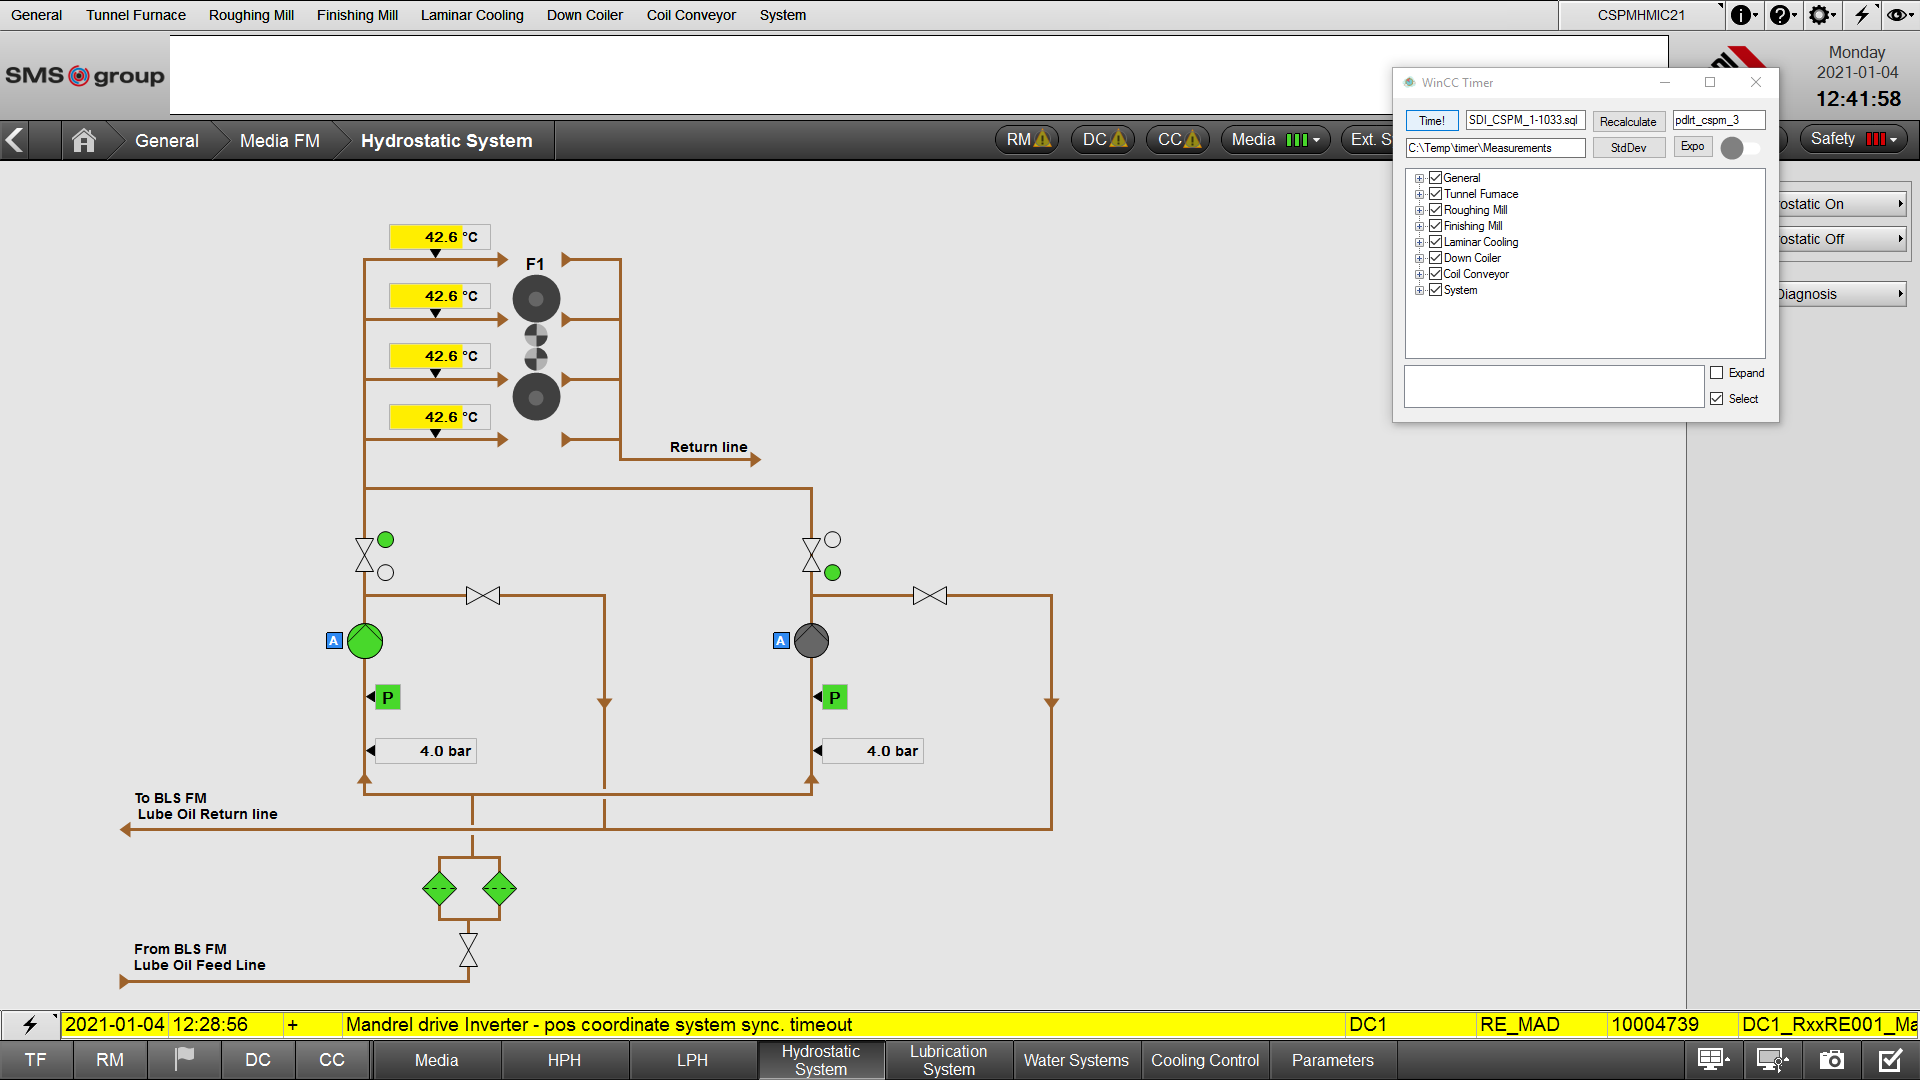 General Tunnel Furnace Roughing Mill Finishing Mill Laminar Cooling Down Coiler Coil Conveyor System CSPMHMIC21
SMS group
Monday
2021-01-04
12:41:58
General Media FM Hydrostatic System RM DC CC Media Ext. S Safety
WinCC Timer
Time! SDI_CSPM_1-1033.sql Recalculate pdlrt_cspm_3
C:\Temp\timer\Measurements StdDev Expo
General
Tunnel Furnace
Roughing Mill
Finishing Mill
Laminar Cooling
Down Coiler
Coil Conveyor
System
Expand
Select
ostatic On
ostatic Off
Diagnosis
42.6 °C
F1
42.6 °C
42.6 °C
42.6 °C
Return line
A
A
P
P
4.0 bar
4.0 bar
To BLS FM
Lube Oil Return line
From BLS FM
Lube Oil Feed Line
2021-01-04 12:28:56 + Mandrel drive Inverter - pos coordinate system sync. timeout DC1 RE_MAD 10004739 DC1_RxxRE001_Ma
TF RM DC CC Media HPH LPH Hydrostatic System Lubrication System Water Systems Cooling Control Parameters